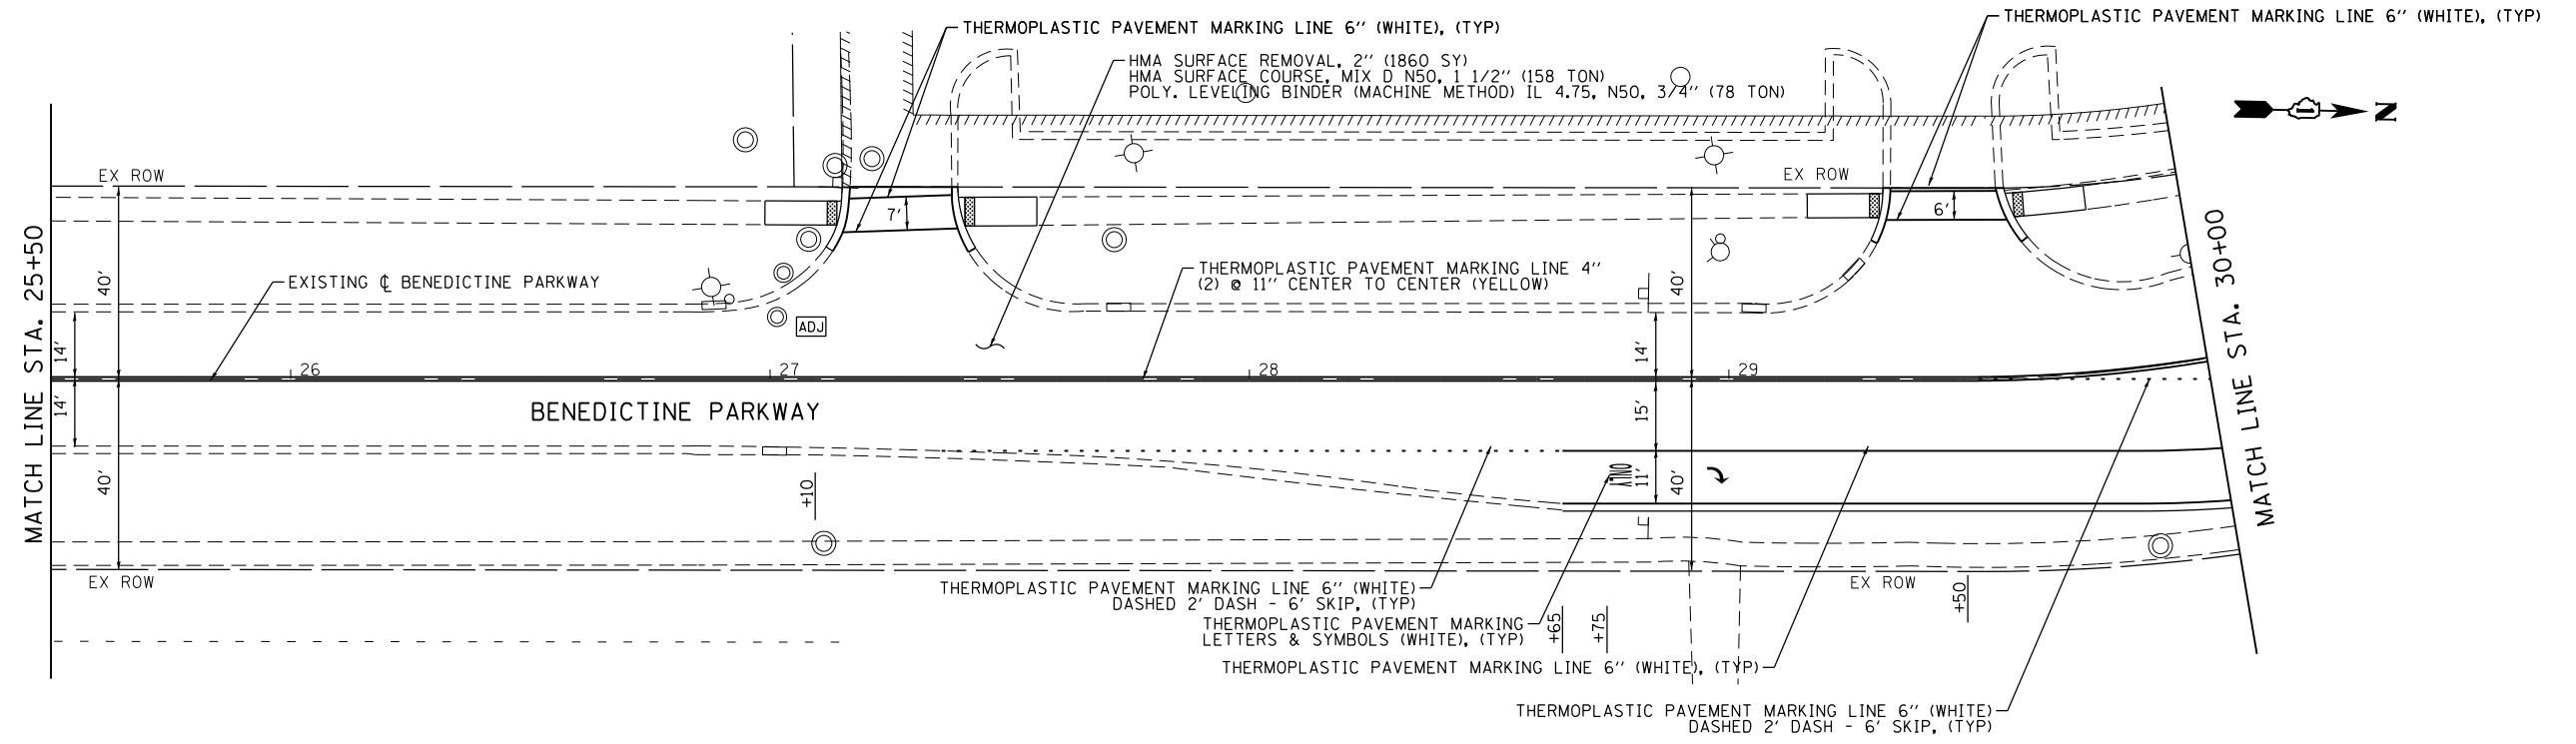 THERMOPLASTIC PAVEMENT MARKING LINE 6" (WHITE), (TYP)
THERMOPLASTIC PAVEMENT MARKING LINE 6" (WHITE), (TYP)
HMA SURFACE REMOVAL, 2" (1860 SY)
HMA SURFACE COURSE, MIX D N50, 1 1/2" (158 TON)
POLY. LEVELING BINDER (MACHINE METHOD) IL 4.75, N50, 3/4" (78 TON)
N
EX ROW
EX ROW
7'
6'
MATCH LINE STA. 25+50
40'
EXISTING ℄ BENEDICTINE PARKWAY
THERMOPLASTIC PAVEMENT MARKING LINE 4"
(2) @ 11" CENTER TO CENTER (YELLOW)
40'
MATCH LINE STA. 30+00
ADJ
14'
14'
26
27
28
29
14'
15'
BENEDICTINE PARKWAY
40'
+10
ONLY
11'
40'
EX ROW
EX ROW
THERMOPLASTIC PAVEMENT MARKING LINE 6" (WHITE)
DASHED 2' DASH - 6' SKIP, (TYP)
+50
THERMOPLASTIC PAVEMENT MARKING
LETTERS & SYMBOLS (WHITE), (TYP)
+65
+75
THERMOPLASTIC PAVEMENT MARKING LINE 6" (WHITE), (TYP)
THERMOPLASTIC PAVEMENT MARKING LINE 6" (WHITE)
DASHED 2' DASH - 6' SKIP, (TYP)